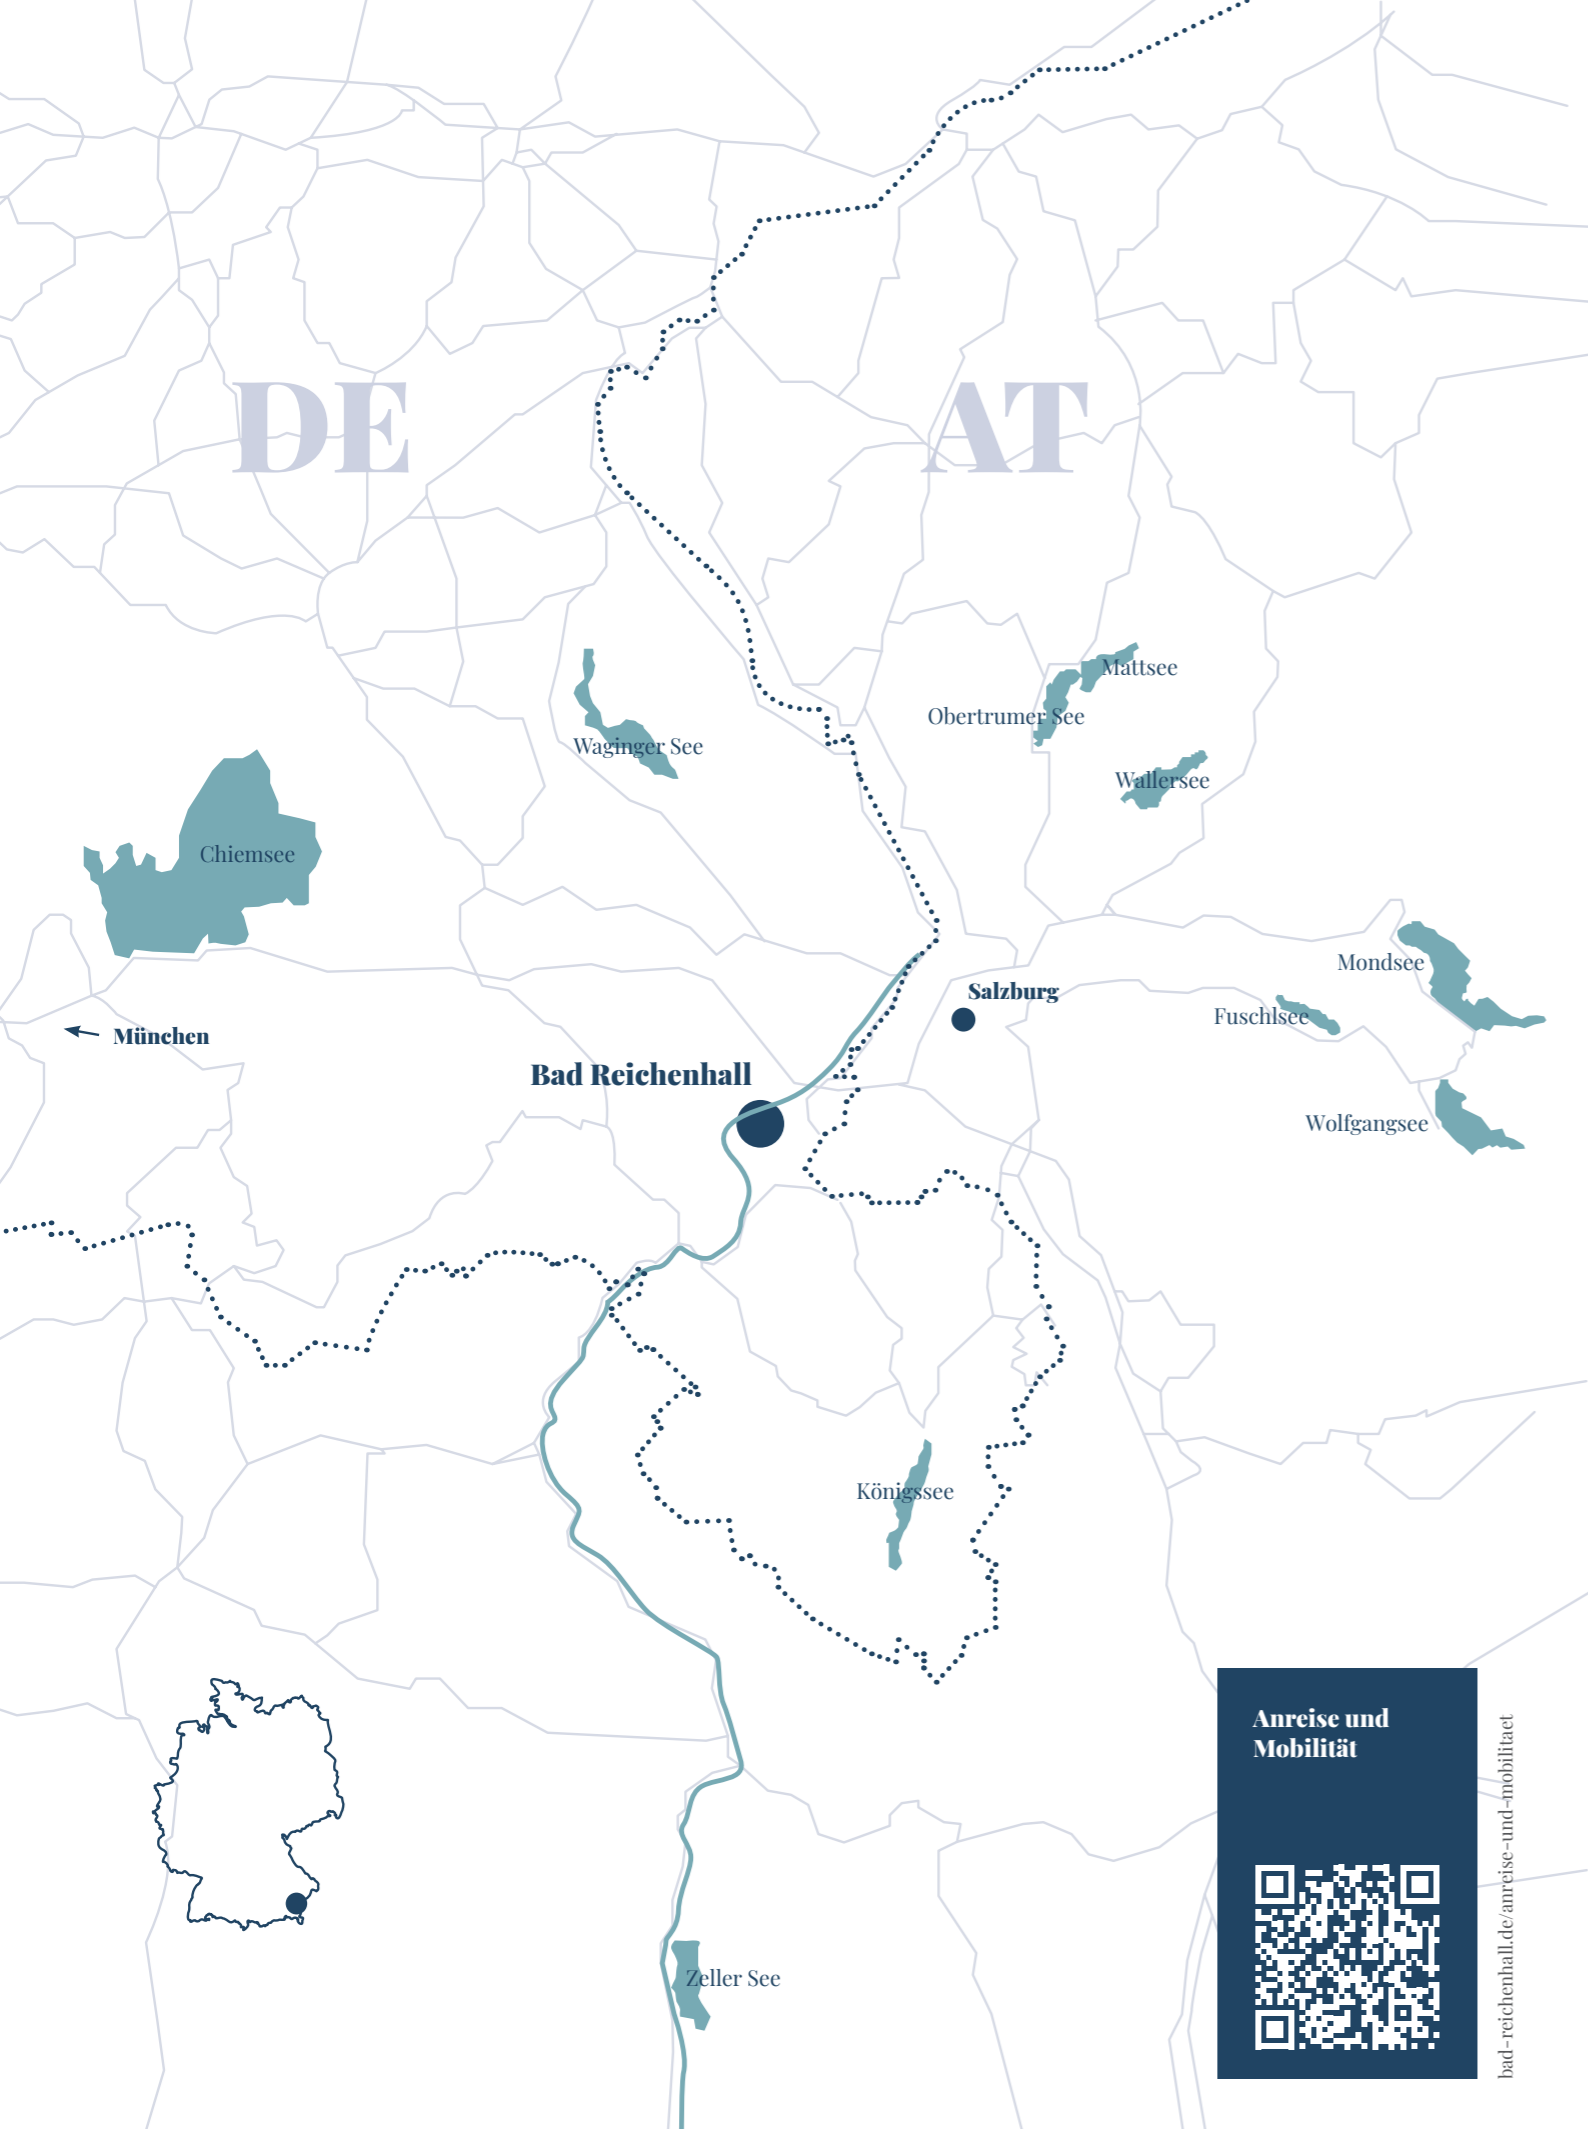 DE
AT
Mattsee
Obertrumer See
Waginger See
Wallersee
Chiemsee
Mondsee
Salzburg
Fuschlsee
München
Bad Reichenhall
Wolfgangsee
Königssee
Zeller See
Anreise und
Mobilität
bad-reichenhall.de/anreise-und-mobilitaet